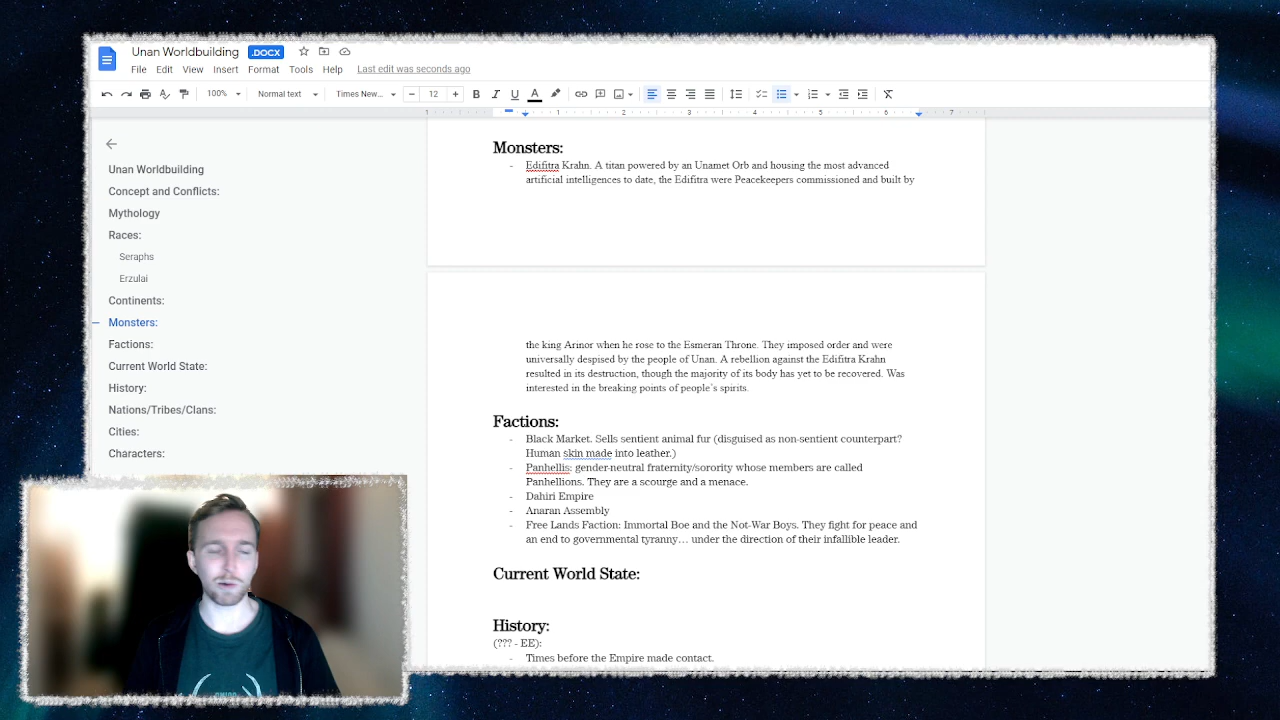 Unan Worldbuilding .DOCX
File Edit View Insert Format Tools Help Last edit was seconds ago
100% Normal text Times New... 12 B I U A
1 1 2 3 4 5 6 7
Unan Worldbuilding
Concept and Conflicts:
Mythology
Races:
Seraphs
Erzulai
Continents:
Monsters:
Factions:
Current World State:
History:
Nations/Tribes/Clans:
Cities:
Characters:
Monsters:
- Edifitra Krahn. A titan powered by an Unamet Orb and housing the most advanced
artificial intelligences to date, the Edifitra were Peacekeepers commissioned and built by
the king Arinor when he rose to the Esmeran Throne. They imposed order and were
universally despised by the people of Unan. A rebellion against the Edifitra Krahn
resulted in its destruction, though the majority of its body has yet to be recovered. Was
interested in the breaking points of people's spirits.
Factions:
- Black Market. Sells sentient animal fur (disguised as non-sentient counterpart?
Human skin made into leather.)
- Panhellis: gender-neutral fraternity/sorority whose members are called
Panhellions. They are a scourge and a menace.
- Dahiri Empire
- Anaran Assembly
- Free Lands Faction: Immortal Boe and the Not-War Boys. They fight for peace and
an end to governmental tyranny… under the direction of their infallible leader.
Current World State:
History:
(??? - EE):
- Times before the Empire made contact.